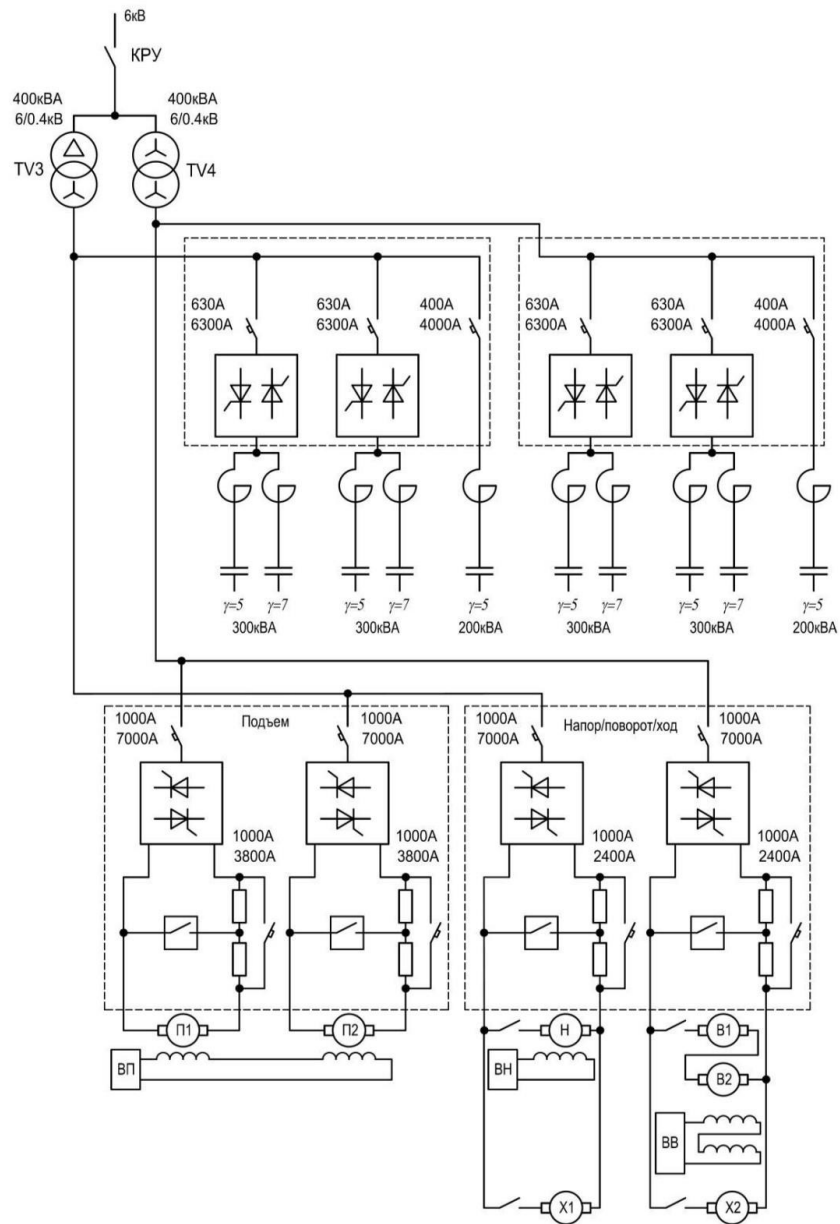 6кВ
КРУ
400кВА 400кВА
6/0.4кВ 6/0.4кВ
TV3 TV4
630А 630А 400А 630А 630А 400А
6300А 6300А 4000А 6300А 6300А 4000А
γ=5 γ=7 γ=5 γ=7 γ=5 γ=5 γ=7 γ=5 γ=7 γ=5
300кВА 300кВА 200кВА 300кВА 300кВА 200кВА
1000А Подъем 1000А 1000А Напор/поворот/ход 1000А
7000А 7000А 7000А 7000А
1000А 1000А 1000А 1000А
3800А 3800А 2400А 2400А
П1 П2 Н В1
ВП ВН В2
ВВ
Х1 Х2